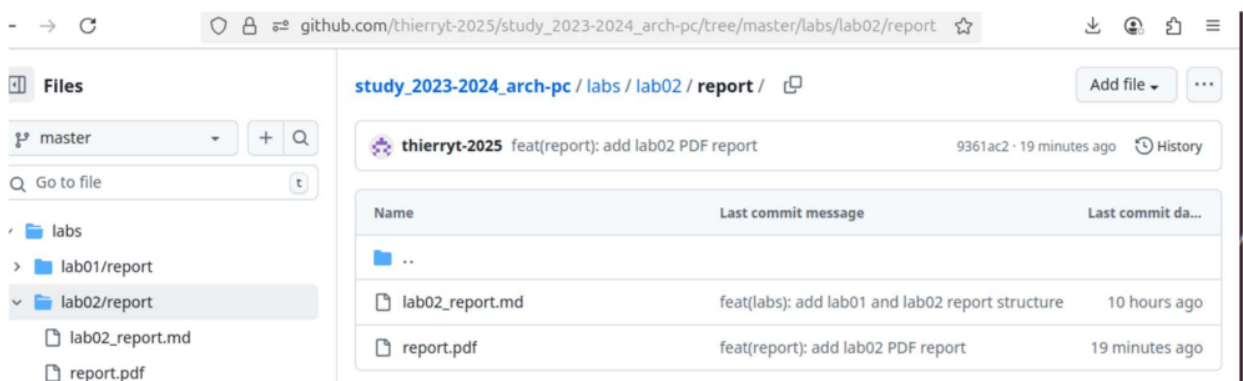 github.com/thierryt-2025/study_2023-2024_arch-pc/tree/master/labs/lab02/report
Files
study_2023-2024_arch-pc / labs / lab02 / report /
Add file
master
thierryt-2025 feat(report): add lab02 PDF report 9361ac2 · 19 minutes ago History
Go to file t
Name Last commit message Last commit da...
labs
..
lab01/report
lab02/report
lab02_report.md feat(labs): add lab01 and lab02 report structure 10 hours ago
lab02_report.md
report.pdf feat(report): add lab02 PDF report 19 minutes ago
report.pdf